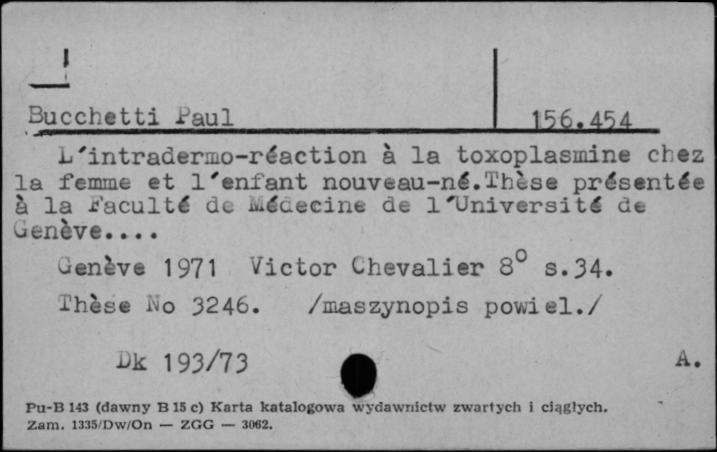 Bucchetti Paul 156.454
L'intradermo-réaction à la toxoplasmine chez
la femme et l'enfant nouveau-né.Thèse présentée
à la Faculté de Médecine de l'Université de
Genève....
Genève 1971 Victor Chevalier 8° s.34.
Thèse No 3246. /maszynopis powiel./
Dk 193/73 A.
Pu-B 143 (dawny B 15 c) Karta katalogowa wydawnictw zwartych i ciągłych.
Zam. 1335/Dw/On — ZGG — 3062.